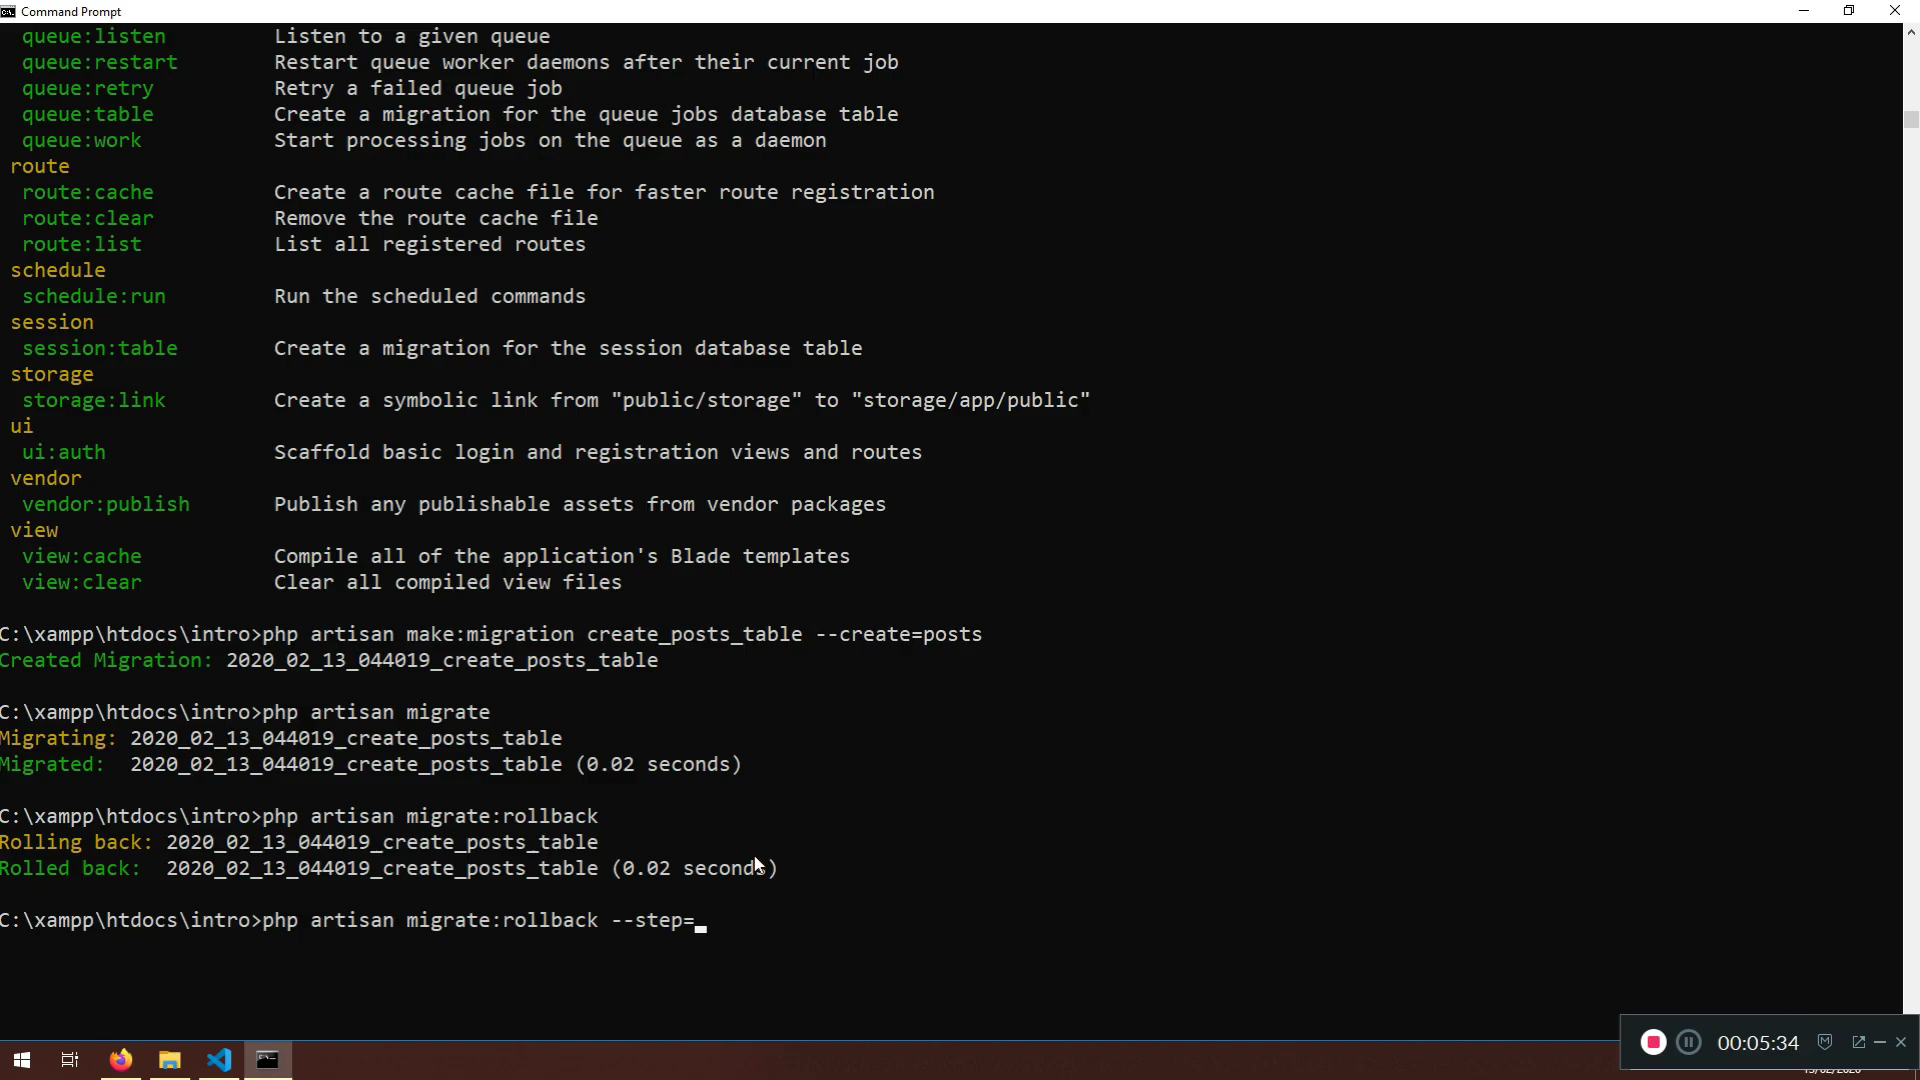 Command Prompt
queue:listen Listen to a given queue
queue:restart Restart queue worker daemons after their current job
queue:retry Retry a failed queue job
queue:table Create a migration for the queue jobs database table
queue:work Start processing jobs on the queue as a daemon
route
route:cache Create a route cache file for faster route registration
route:clear Remove the route cache file
route:list List all registered routes
schedule
schedule:run Run the scheduled commands
session
session:table Create a migration for the session database table
storage
storage:link Create a symbolic link from "public/storage" to "storage/app/public"
ui
ui:auth Scaffold basic login and registration views and routes
vendor
vendor:publish Publish any publishable assets from vendor packages
view
view:cache Compile all of the application's Blade templates
view:clear Clear all compiled view files
C:\xampp\htdocs\intro>php artisan make:migration create_posts_table --create=posts
Created Migration: 2020_02_13_044019_create_posts_table
C:\xampp\htdocs\intro>php artisan migrate
Migrating: 2020_02_13_044019_create_posts_table
Migrated: 2020_02_13_044019_create_posts_table (0.02 seconds)
C:\xampp\htdocs\intro>php artisan migrate:rollback
Rolling back: 2020_02_13_044019_create_posts_table
Rolled back: 2020_02_13_044019_create_posts_table (0.02 seconds)
C:\xampp\htdocs\intro>php artisan migrate:rollback --step=
00:05:34